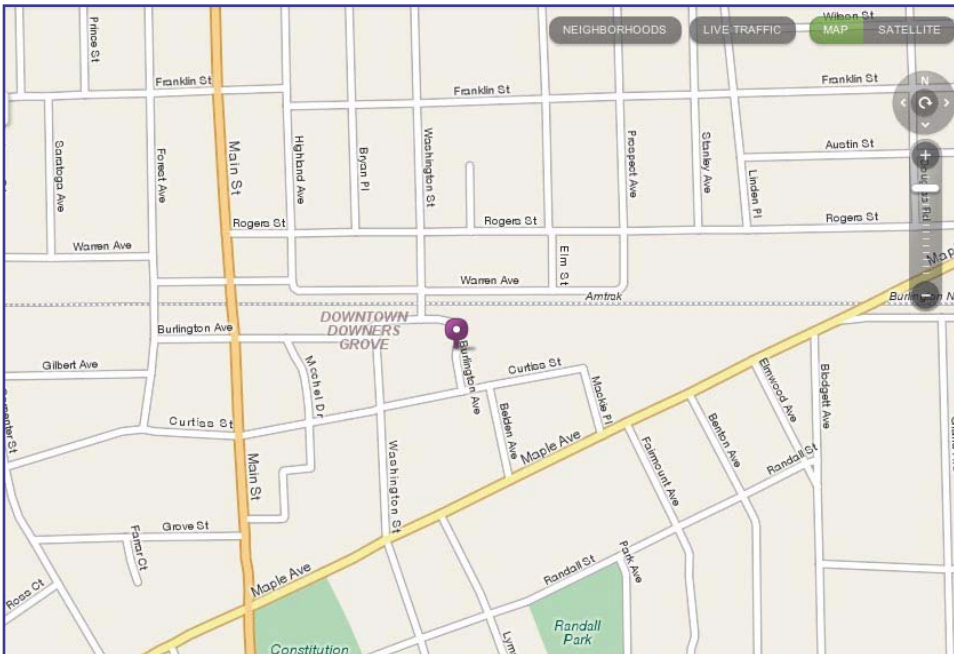 NEIGHBORHOODS
LIVE TRAFFIC
MAP
SATELLITE
Wilson St
Prince St
N
Franklin St
Franklin St
Franklin St
Saratoga Ave
Forest Ave
Main St
Highland Ave
Bryan Pl
Washington St
Prospect Ave
Stanley Ave
Linden Pl
Austin St
Rogers St
Rogers St
Rogers St
Warren Ave
Elm St
Warren Ave
Amtrak
Burlington N
DOWNTOWN
DOWNERS
GROVE
Burlington Ave
Gilbert Ave
Mochel Dr
Burlington Ave
Curtiss St
Mackie Pl
Elmwood Ave
Blodgett Ave
Carpenter St
Curtiss St
Belden Ave
Benton Ave
Maple Ave
Fairmount Ave
Randall St
Main St
Washington St
Grove St
Farrar Ct
Ross Ct
Maple Ave
Randall St
Park Ave
Randall
Park
Constitution